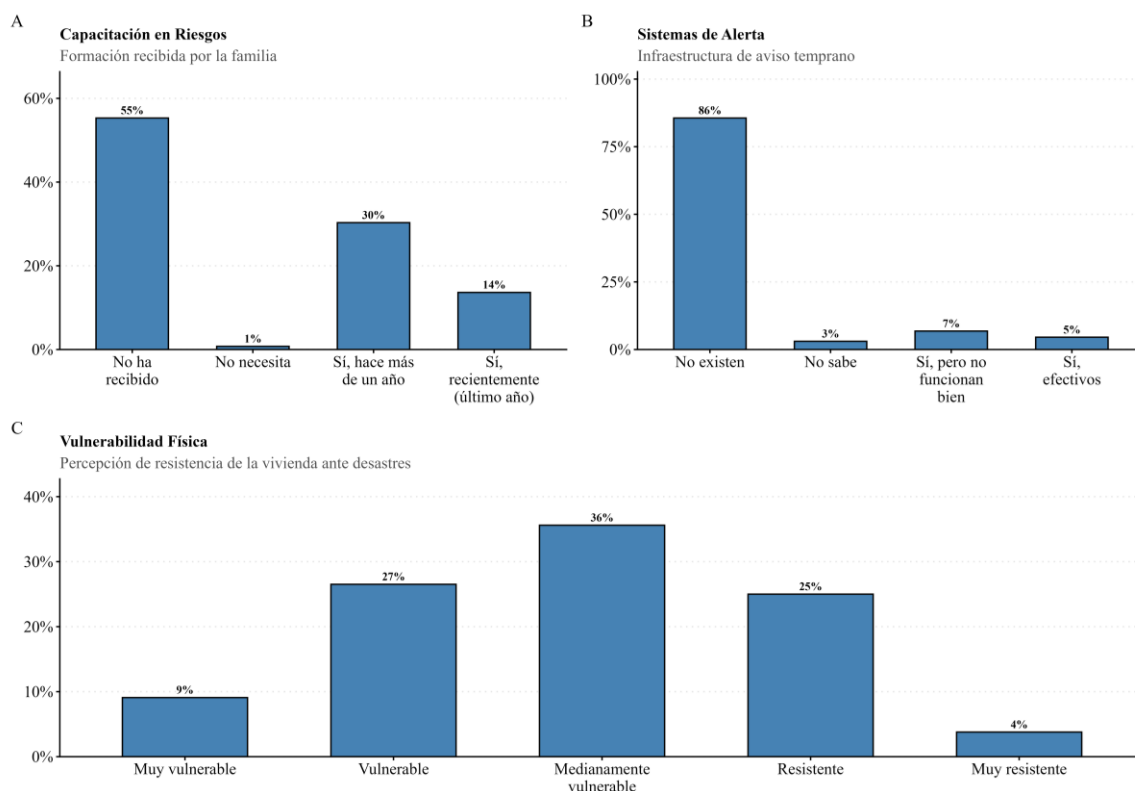 A
Capacitación en Riesgos
Formación recibida por la familia
60%
40%
20%
0%
55%
1%
30%
14%
No ha
recibido
No necesita
Sí, hace más
de un año
Sí,
recientemente
(último año)
B
Sistemas de Alerta
Infraestructura de aviso temprano
100%
75%
50%
25%
0%
86%
3%
7%
5%
No existen
No sabe
Sí, pero no
funcionan
bien
Sí,
efectivos
C
Vulnerabilidad Física
Percepción de resistencia de la vivienda ante desastres
40%
30%
20%
10%
0%
9%
27%
36%
25%
4%
Muy vulnerable
Vulnerable
Medianamente
vulnerable
Resistente
Muy resistente